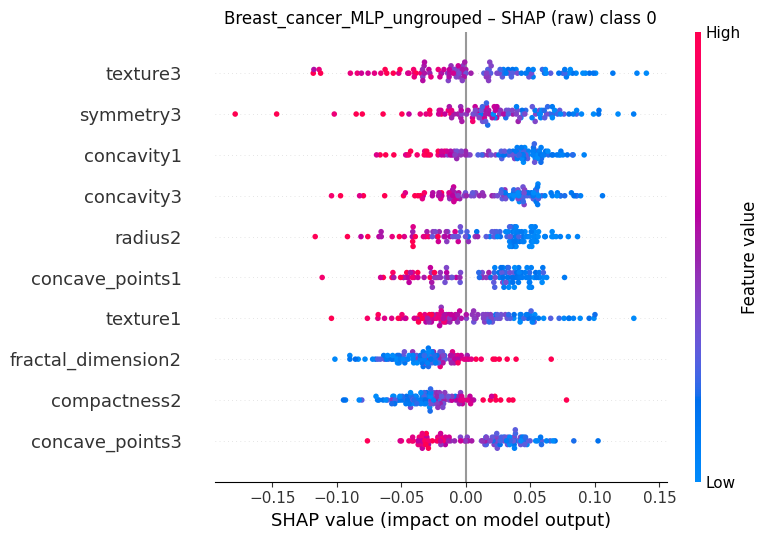 Breast_cancer_MLP_ungrouped – SHAP (raw) class 0
High
texture3
symmetry3
concavity1
concavity3
radius2
concave_points1
texture1
fractal_dimension2
compactness2
concave_points3
Feature value
Low
−0.15 −0.10 −0.05 0.00 0.05 0.10 0.15
SHAP value (impact on model output)